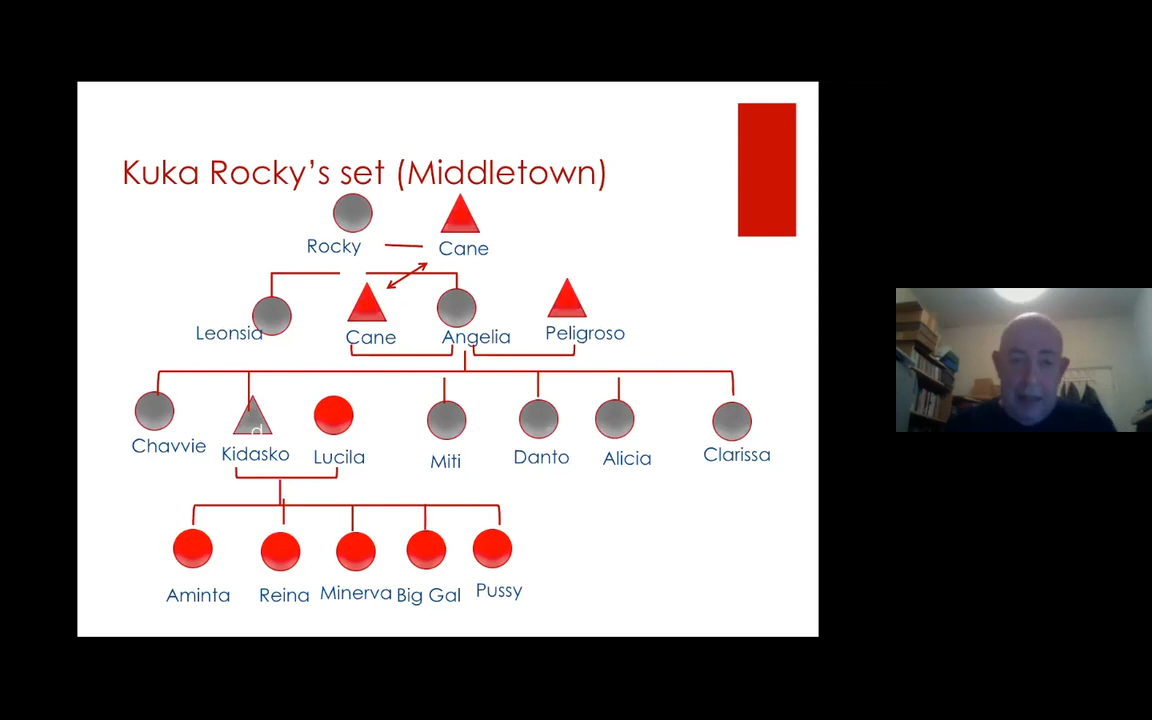 Kuka Rocky's set (Middletown)
Rocky
Cane
Leonsia
Cane
Angelia
Peligroso
d
Chavvie
Kidasko
Lucila
Miti
Danto
Alicia
Clarissa
Aminta
Reina
Minerva
Big Gal
Pussy